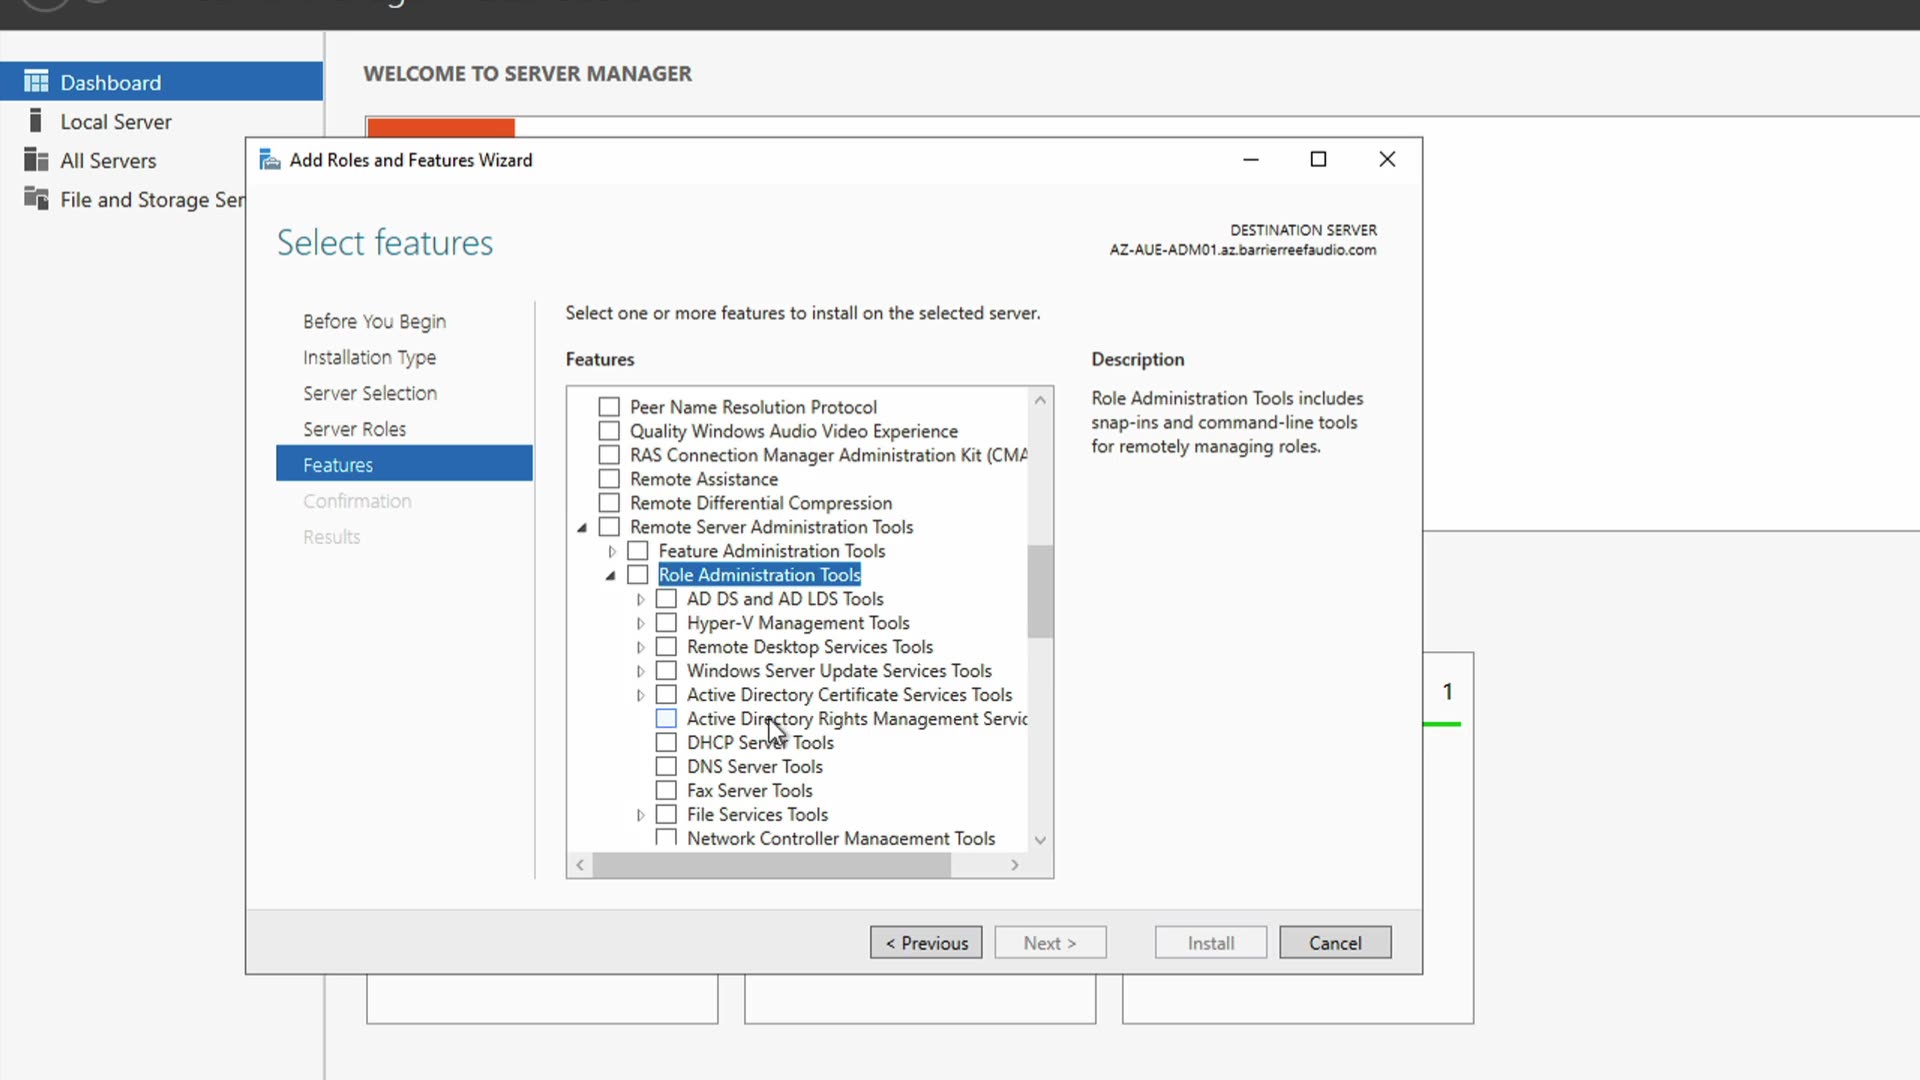 Dashboard
Local Server
All Servers
File and Storage Ser
WELCOME TO SERVER MANAGER
Add Roles and Features Wizard
Select features
DESTINATION SERVER
AZ-AUE-ADM01.az.barrierreefaudio.com
Before You Begin
Installation Type
Server Selection
Server Roles
Features
Confirmation
Results
Select one or more features to install on the selected server.
Features
Peer Name Resolution Protocol
Quality Windows Audio Video Experience
RAS Connection Manager Administration Kit (CMA
Remote Assistance
Remote Differential Compression
Remote Server Administration Tools
Feature Administration Tools
Role Administration Tools
AD DS and AD LDS Tools
Hyper-V Management Tools
Remote Desktop Services Tools
Windows Server Update Services Tools
Active Directory Certificate Services Tools
Active Directory Rights Management Servic
DHCP Server Tools
DNS Server Tools
Fax Server Tools
File Services Tools
Network Controller Management Tools
Description
Role Administration Tools includes
snap-ins and command-line tools
for remotely managing roles.
1
< Previous
Next >
Install
Cancel